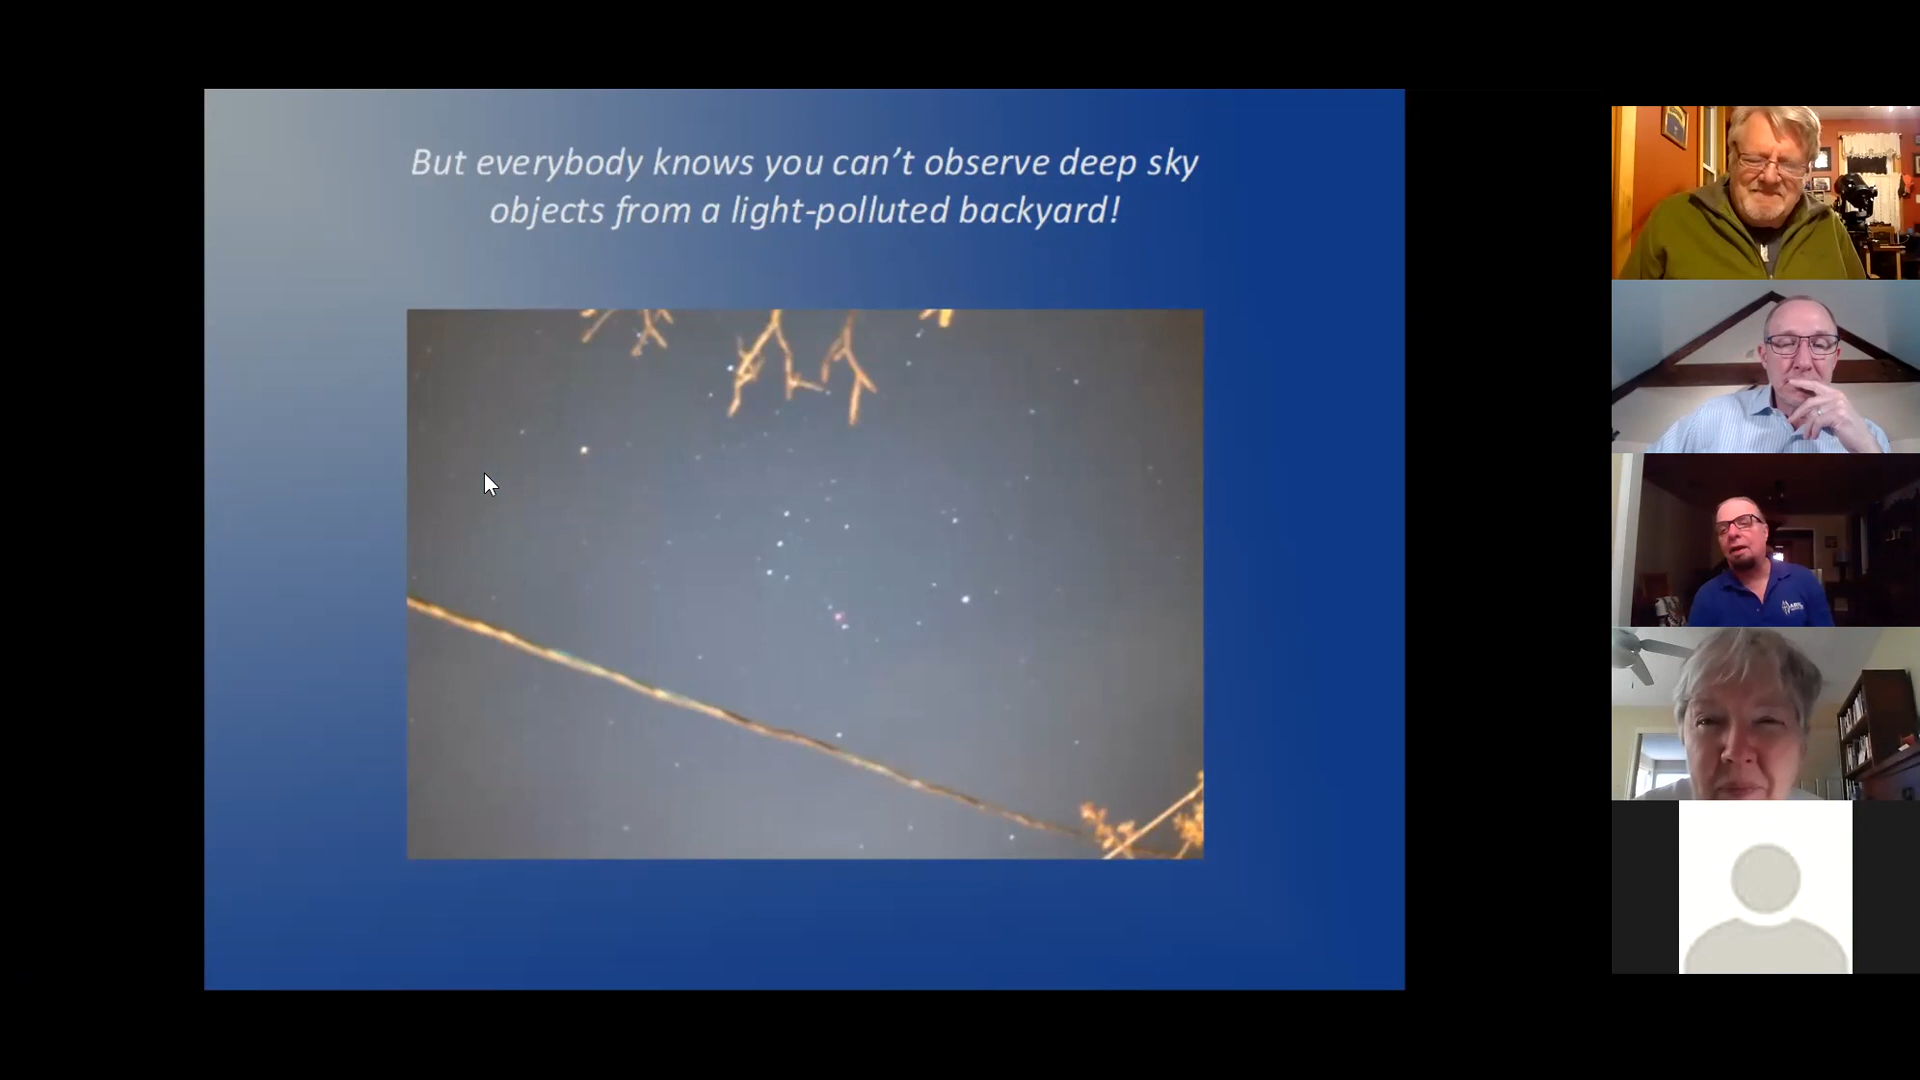 But everybody knows you can’t observe deep sky
objects from a light-polluted backyard!